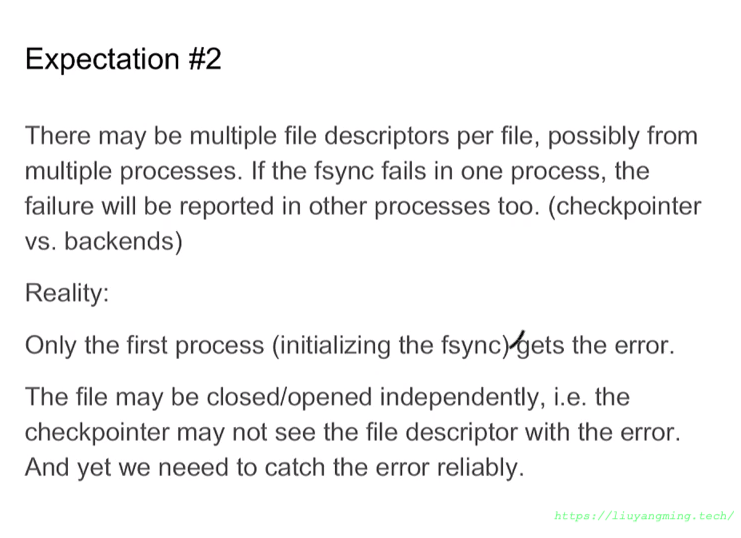 Expectation #2
There may be multiple file descriptors per file, possibly from
multiple processes. If the fsync fails in one process, the
failure will be reported in other processes too. (checkpointer
vs. backends)
Reality:
Only the first process (initializing the fsync) gets the error.
The file may be closed/opened independently, i.e. the
checkpointer may not see the file descriptor with the error.
And yet we neeed to catch the error reliably.
https://liuyangming.tech/